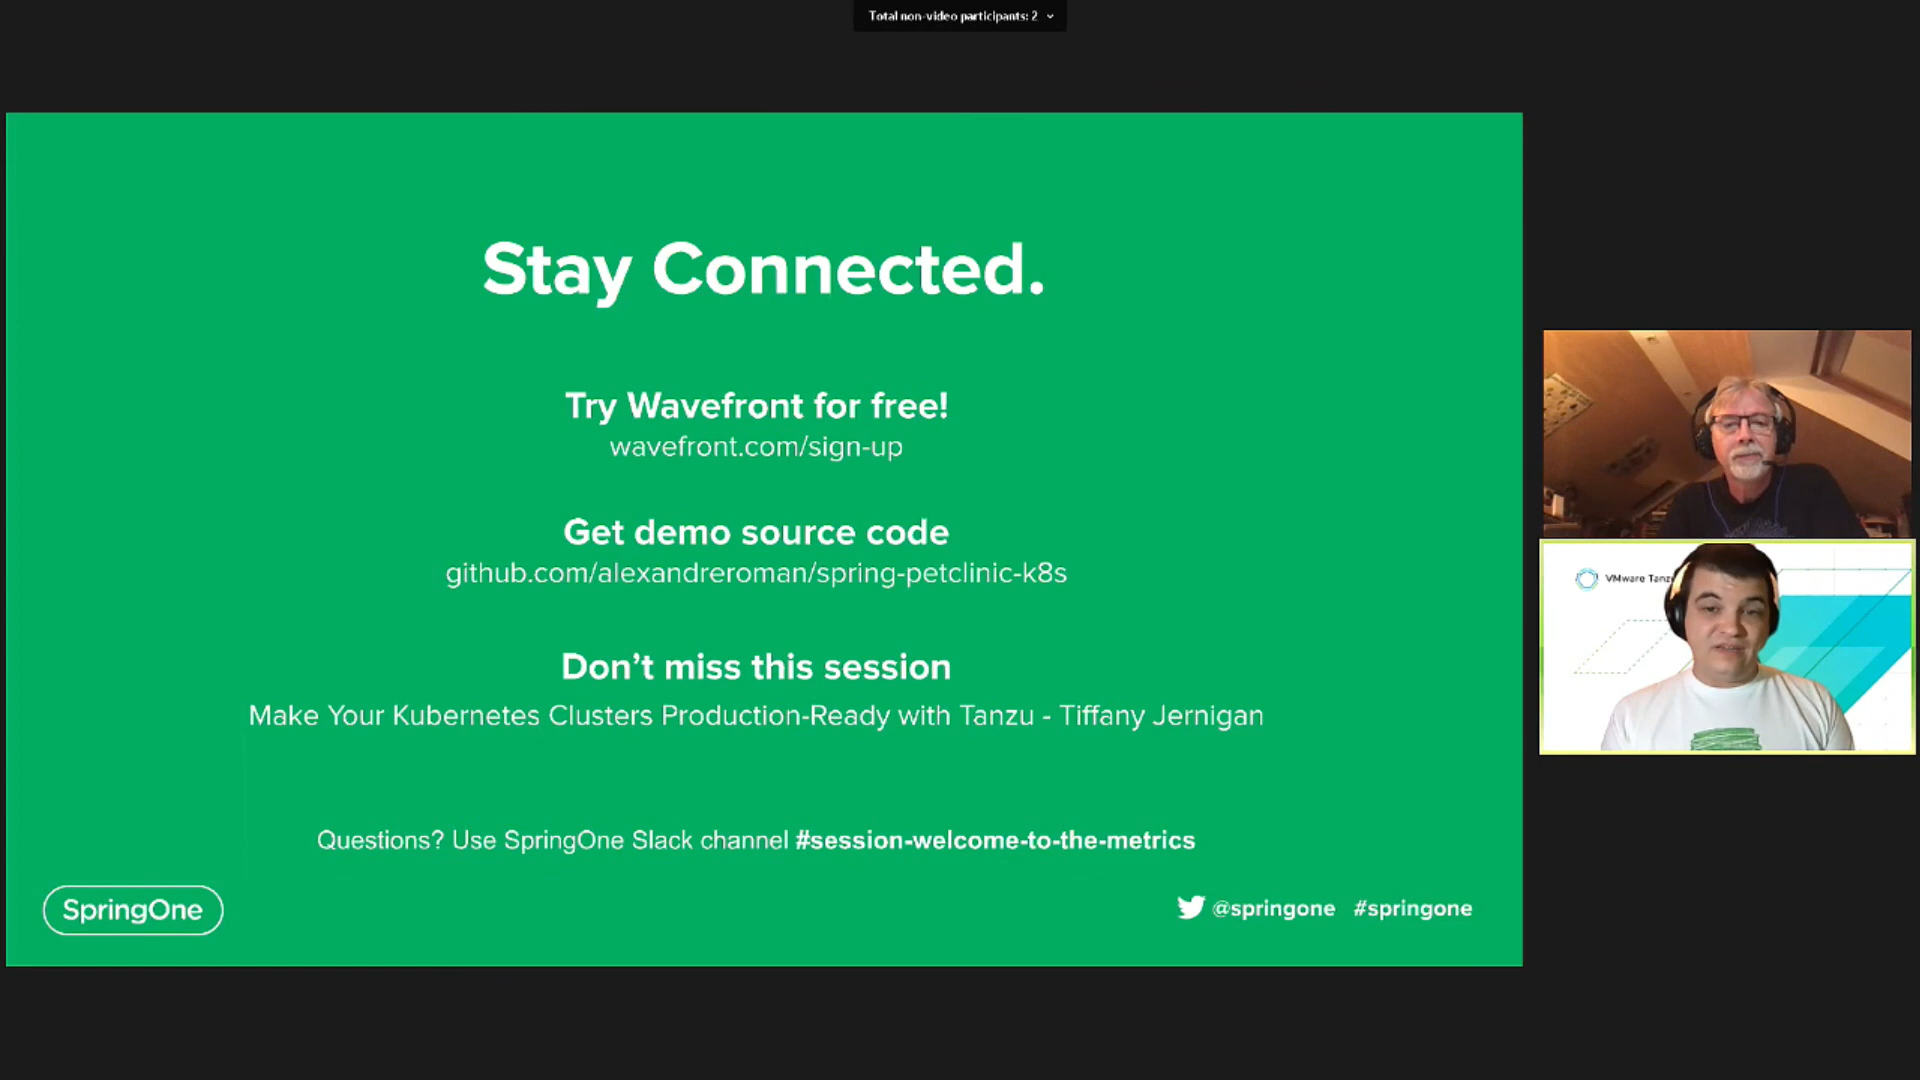 Total non-video participants: 2
Stay Connected.
Try Wavefront for free!
wavefront.com/sign-up
Get demo source code
github.com/alexandreroman/spring-petclinic-k8s
Don’t miss this session
Make Your Kubernetes Clusters Production-Ready with Tanzu - Tiffany Jernigan
Questions? Use SpringOne Slack channel #session-welcome-to-the-metrics
SpringOne
@springone #springone
VMware Tanz